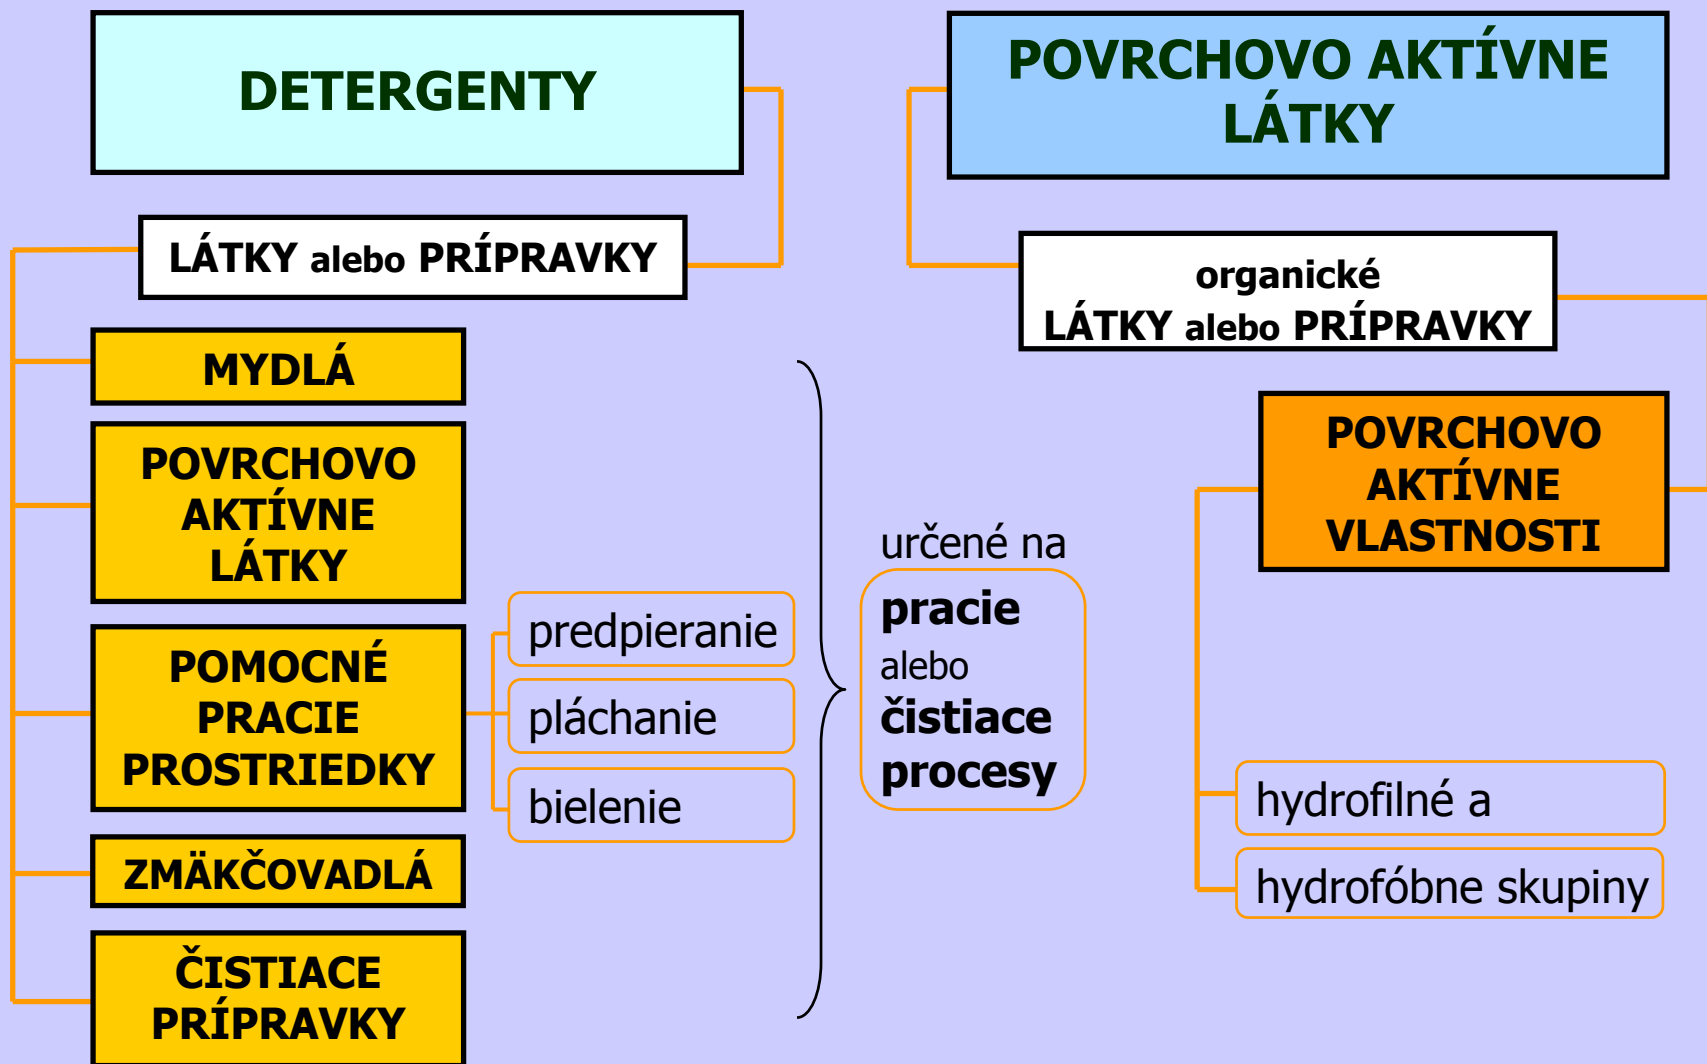 DETERGENTY
LÁTKY alebo PRÍPRAVKY
MYDLÁ
POVRCHOVO
AKTÍVNE
LÁTKY
POMOCNÉ
PRACIE
PROSTRIEDKY
predpieranie
pláchanie
bielenie
ZMÄKČOVADLÁ
ČISTIACE
PRÍPRAVKY
určené na
pracie
alebo
čistiace
procesy
POVRCHOVO AKTÍVNE
LÁTKY
organické
LÁTKY alebo PRÍPRAVKY
POVRCHOVO
AKTÍVNE
VLASTNOSTI
hydrofilné a
hydrofóbne skupiny